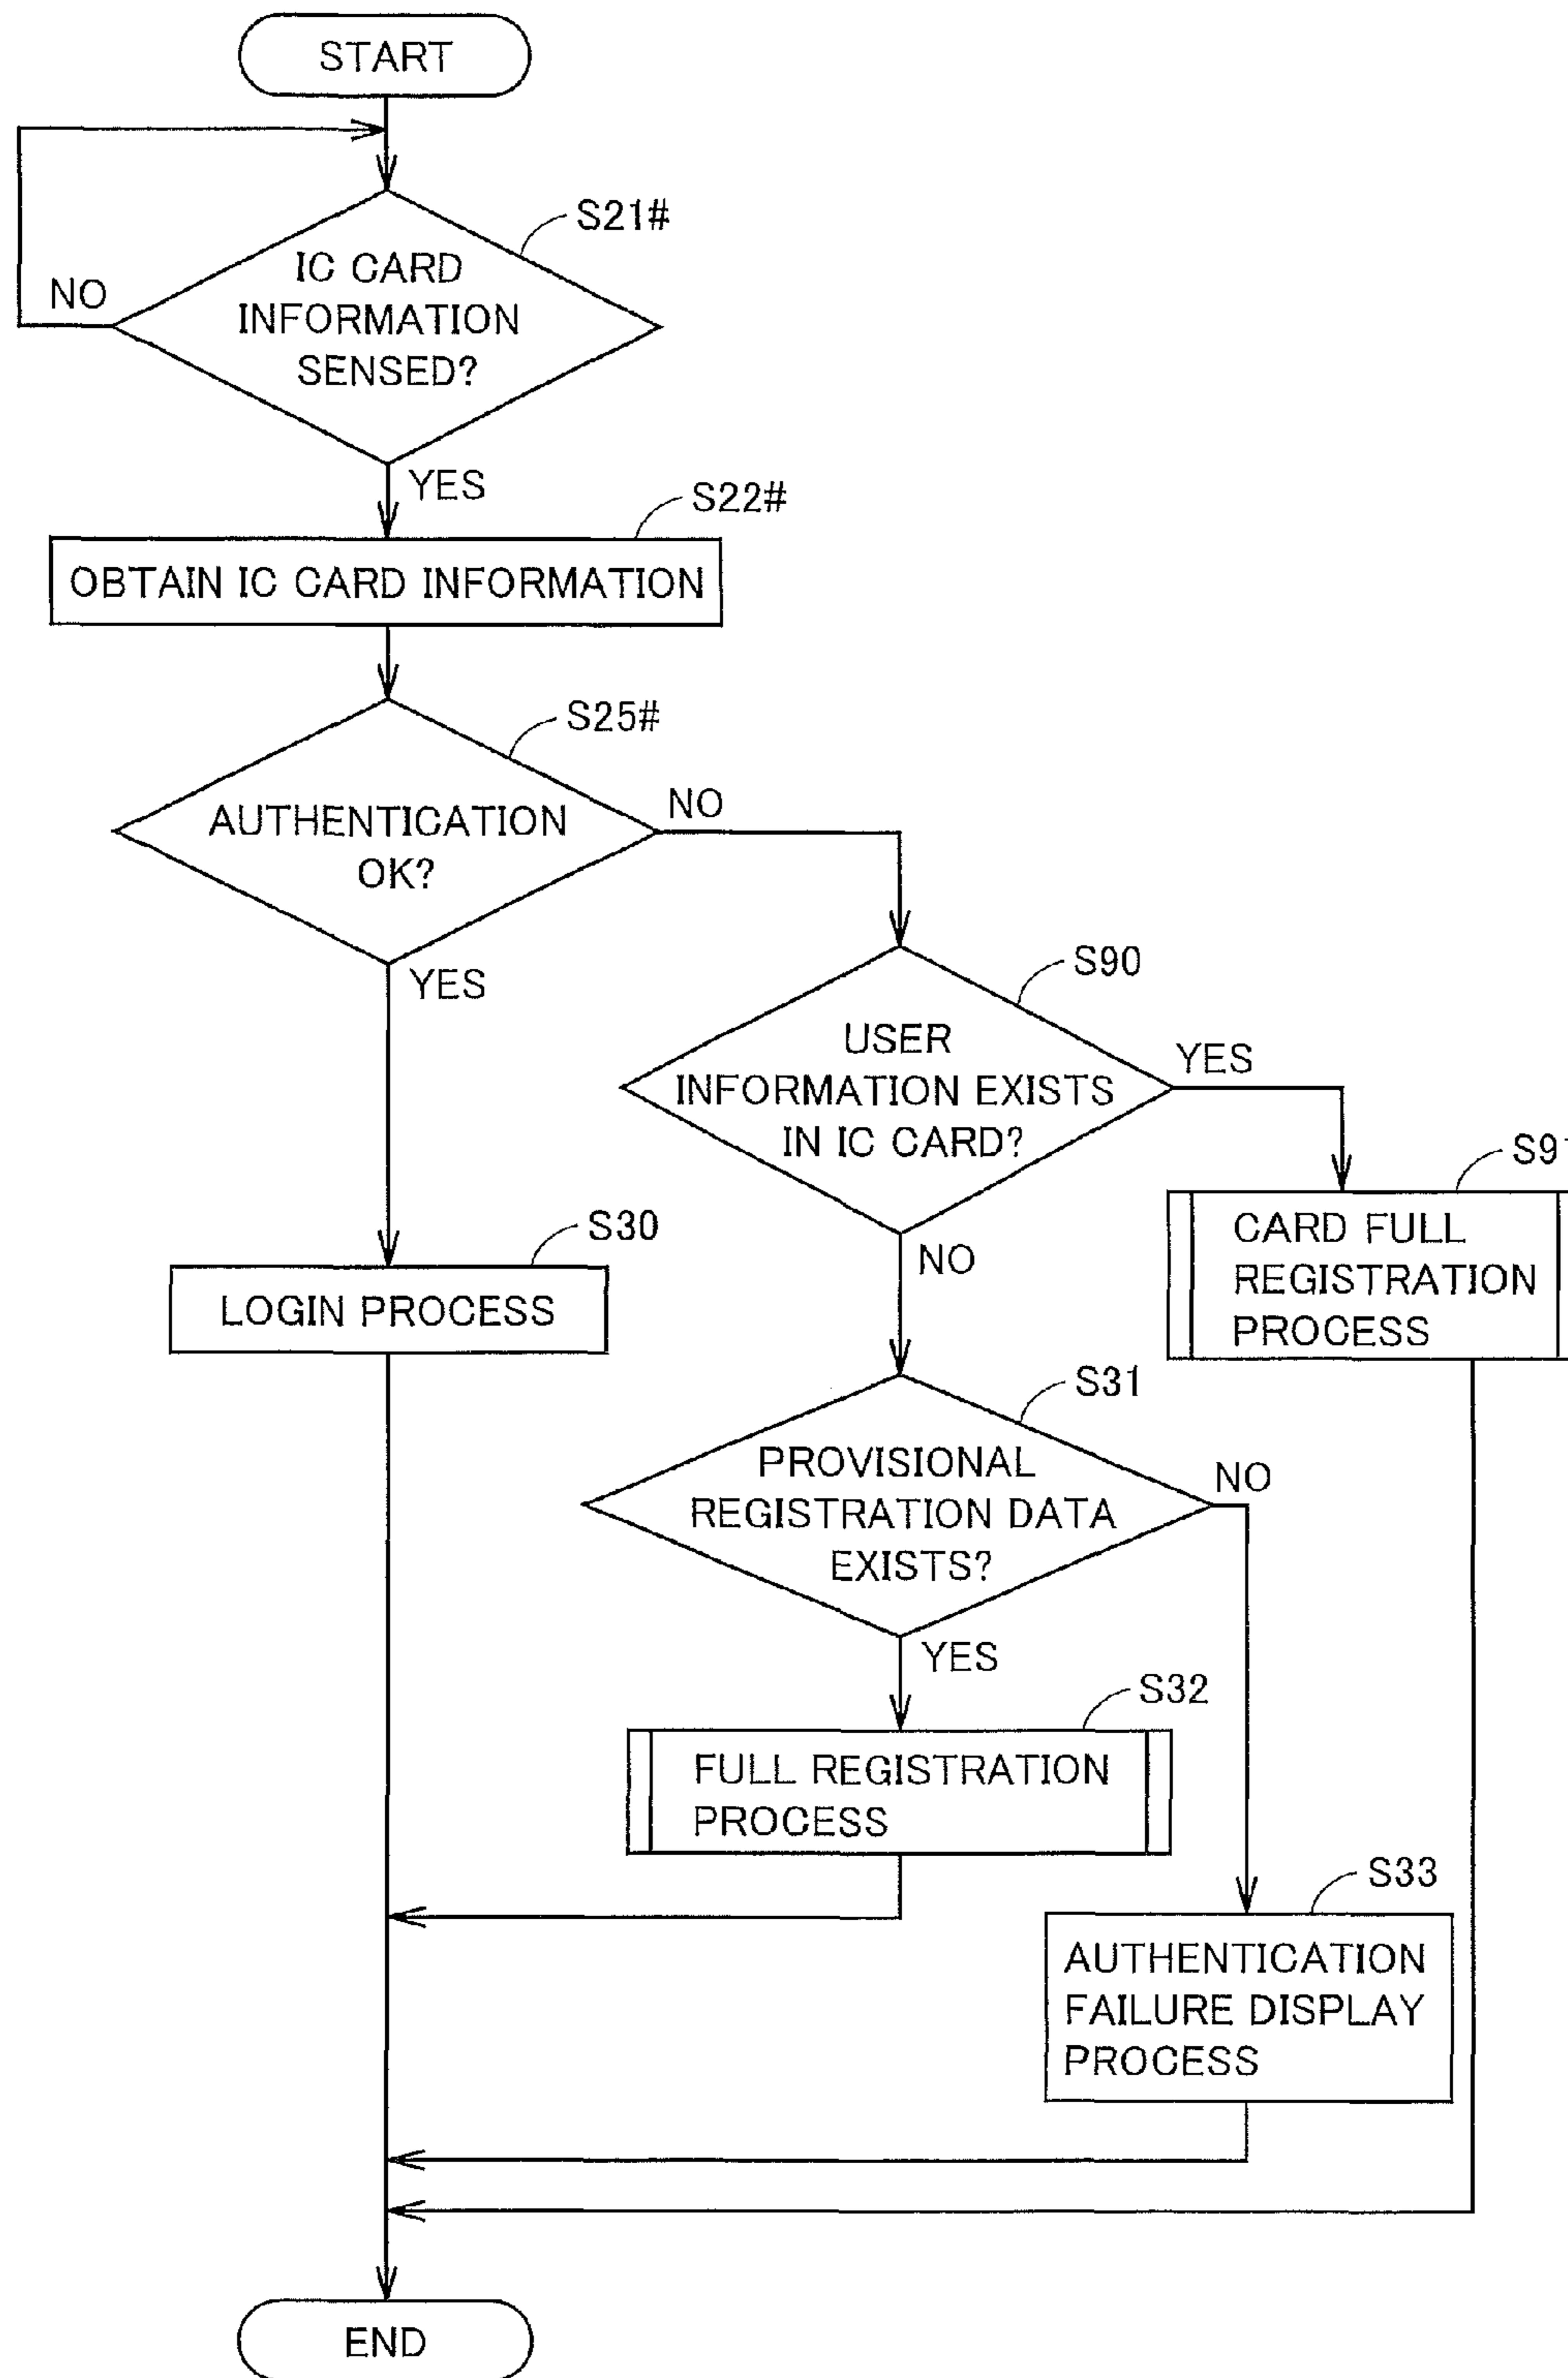 START
S21#
IC CARD
INFORMATION
SENSED?
NO
YES
S22#
OBTAIN IC CARD INFORMATION
S25#
AUTHENTICATION
OK?
NO
YES
S90
USER
INFORMATION EXISTS
IN IC CARD?
YES
NO
S91
CARD FULL
REGISTRATION
PROCESS
S30
LOGIN PROCESS
S31
PROVISIONAL
REGISTRATION DATA
EXISTS?
NO
YES
S32
FULL REGISTRATION
PROCESS
S33
AUTHENTICATION
FAILURE DISPLAY
PROCESS
END